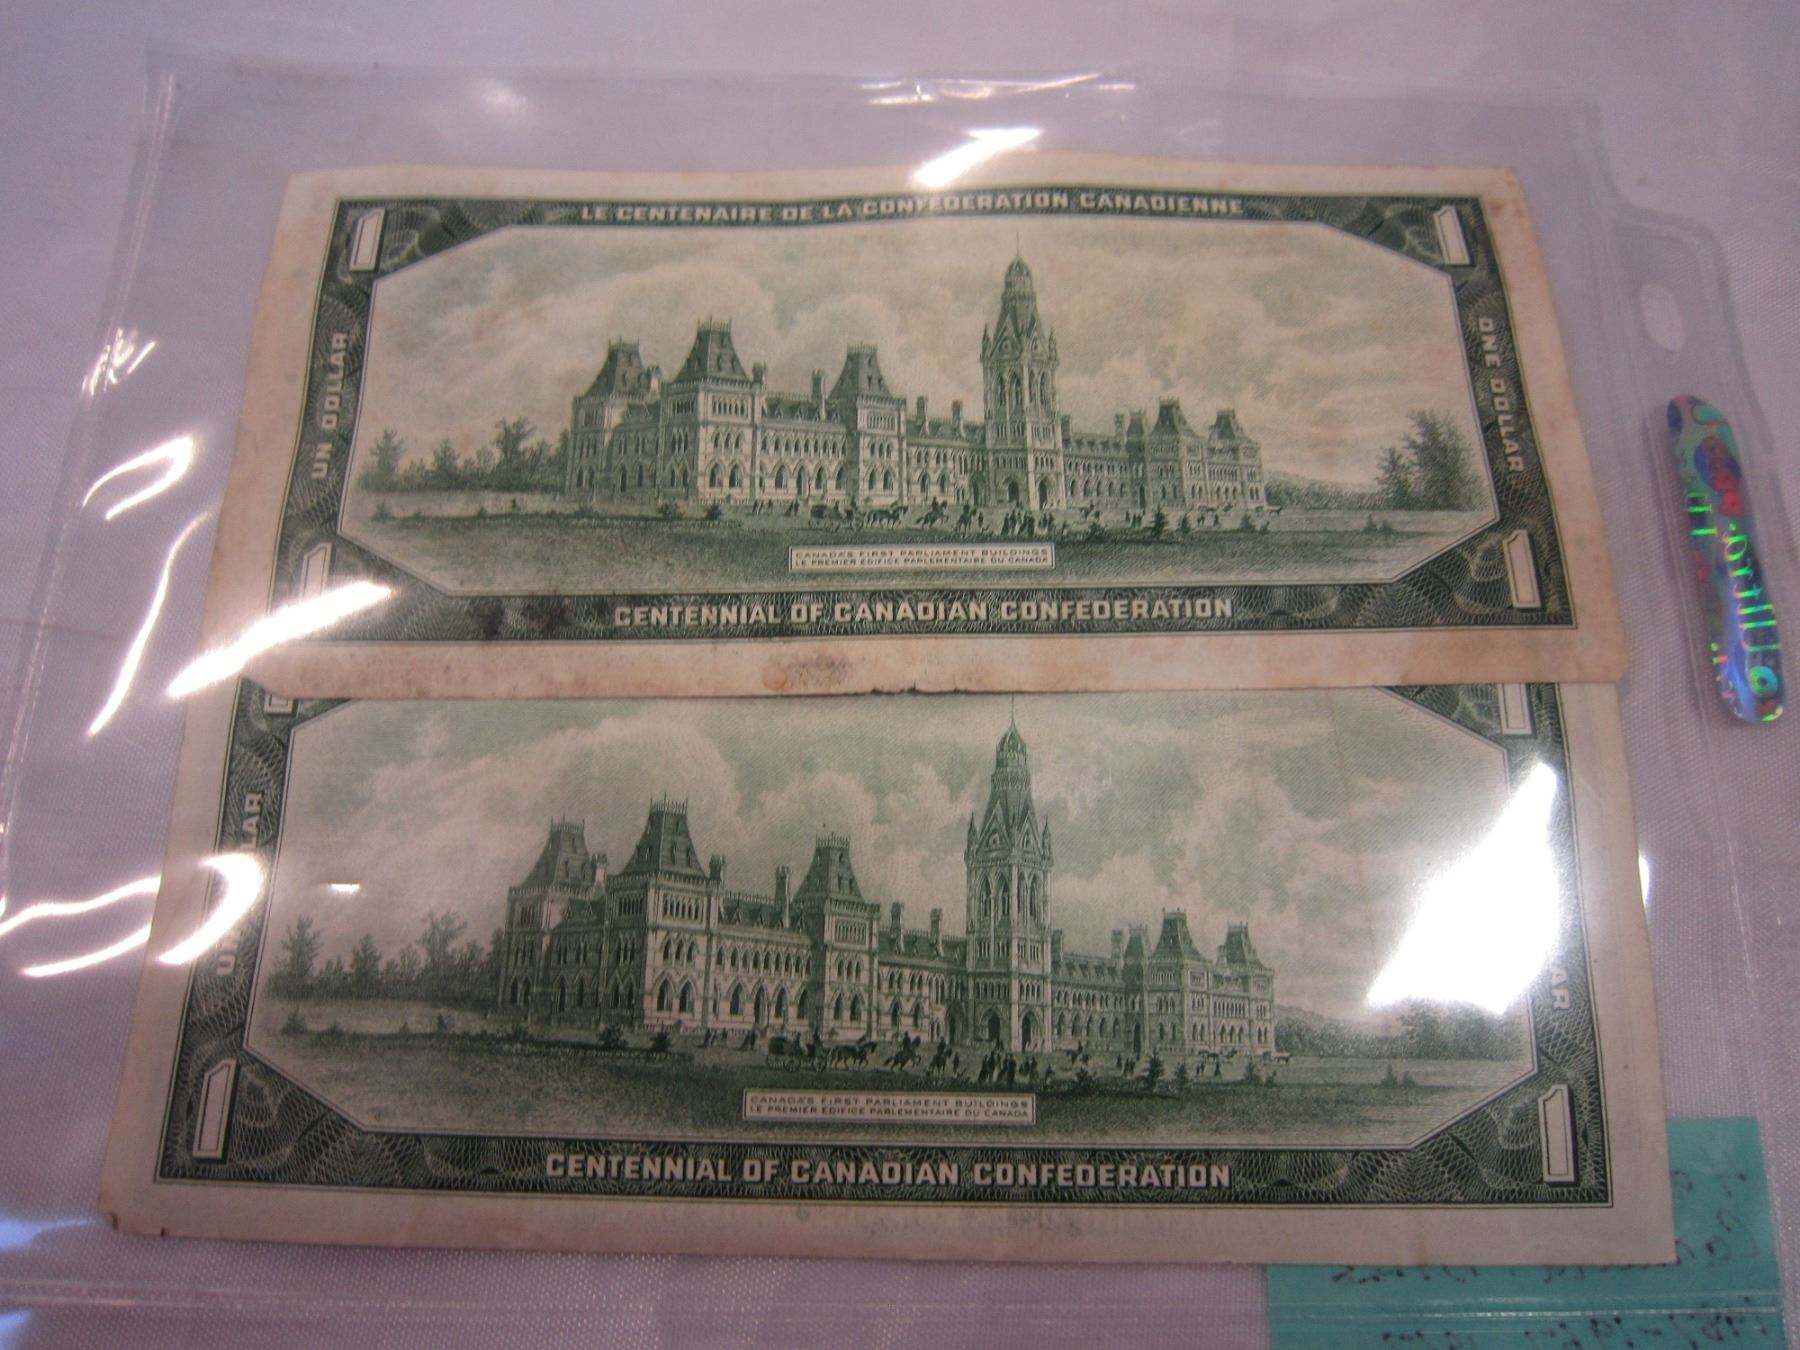 1 LE CENTENAIRE DE LA CONFEDERATION CANADIENNE 1
UN DOLLAR
ONE DOLLAR
CANADA'S FIRST PARLIAMENT BUILDINGS
LE PREMIER EDIFICE PARLEMENTAIRE DU CANADA
1 CENTENNIAL OF CANADIAN CONFEDERATION 1
CANADA'S FIRST PARLIAMENT BUILDINGS
LE PREMIER EDIFICE PARLEMENTAIRE DU CANADA
1 CENTENNIAL OF CANADIAN CONFEDERATION 1